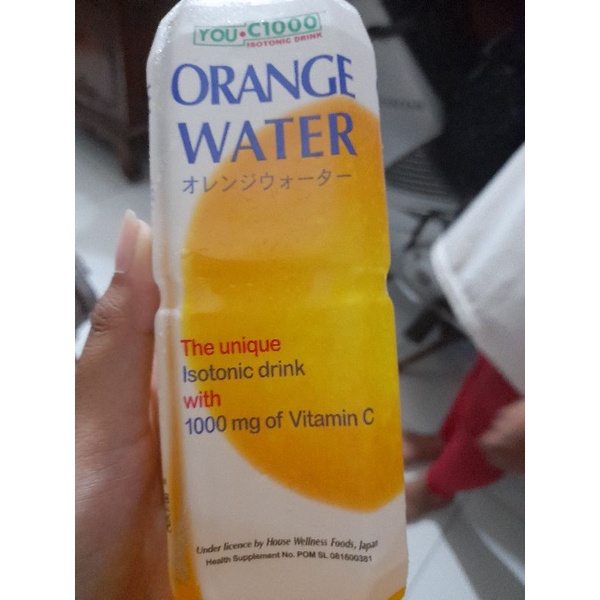 YOU•C1000
ISOTONIC DRINK
ORANGE
WATER
オレンジウォーター
The unique
Isotonic drink
with
1000 mg of Vitamin C
Under licence by House Wellness Foods, Japan
Health Supplement No. POM SL 081600381